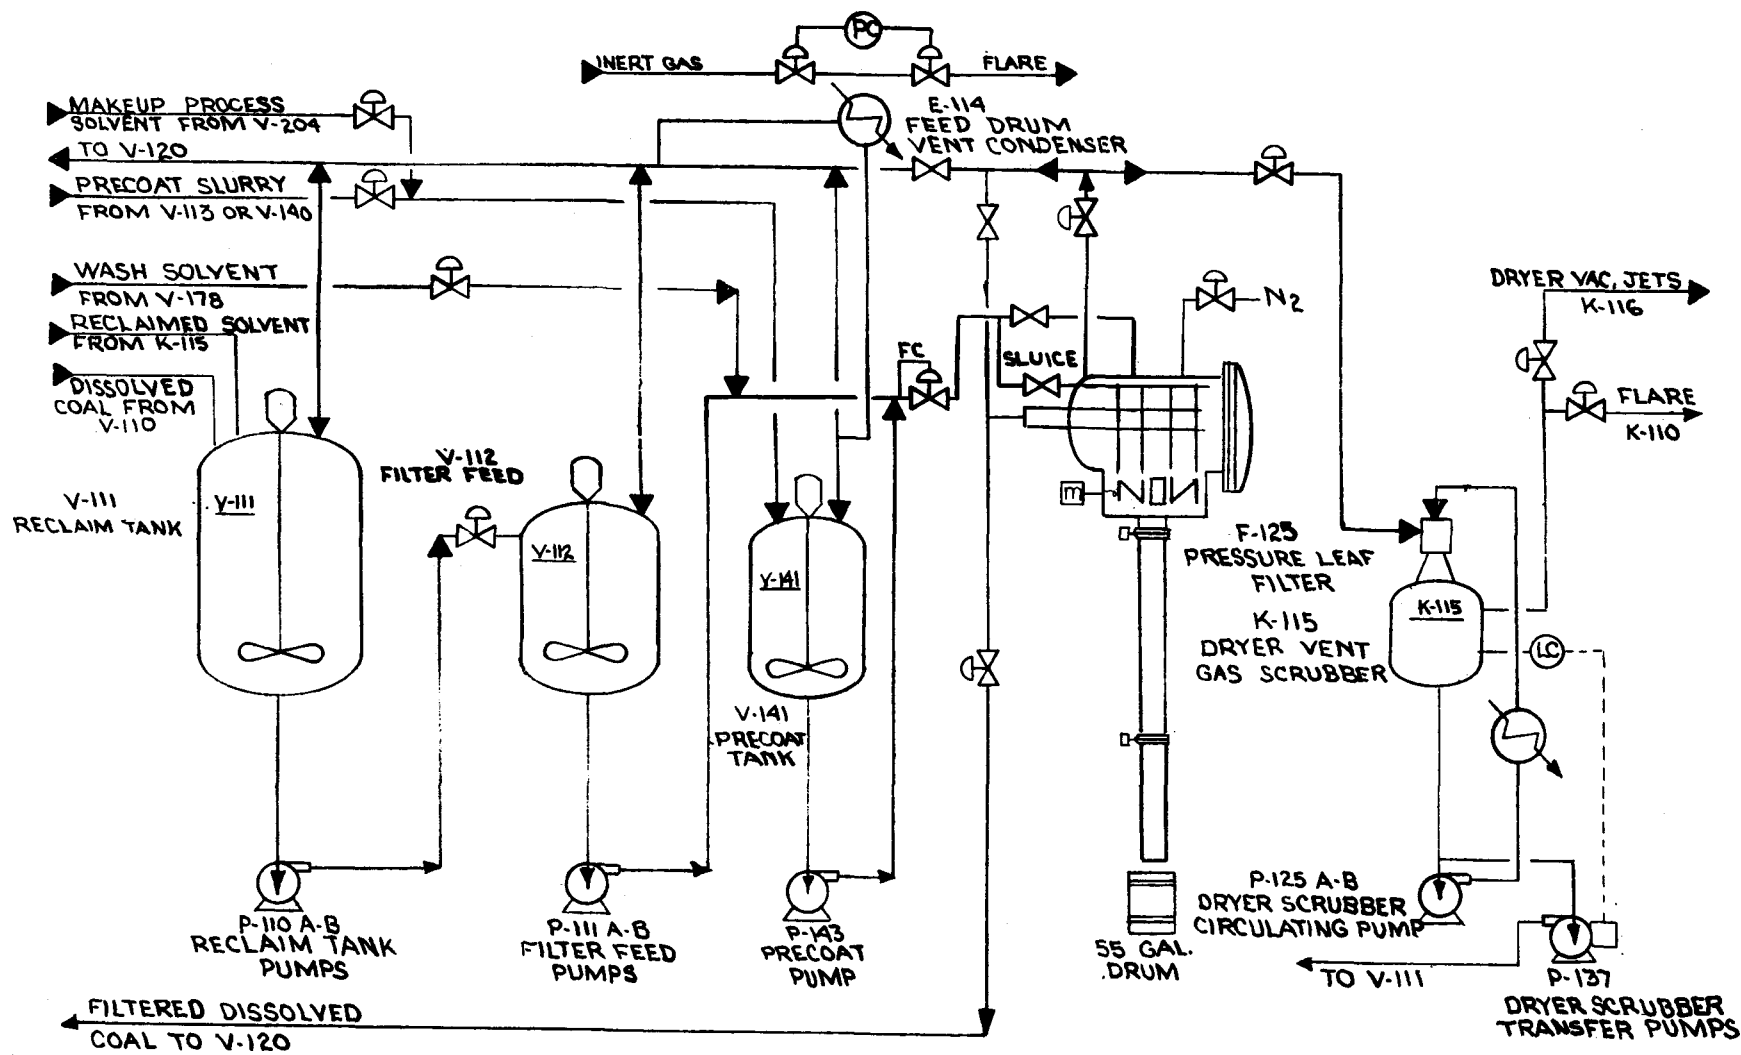 PC
INERT GAS
FLARE
MAKEUP PROCESS
SOLVENT FROM V-204
E-114
FEED DRUM
VENT CONDENSER
TO V-120
PRECOAT SLURRY
FROM V-113 OR V-140
WASH SOLVENT
FROM V-178
N2
DRYER VAC, JETS
K-116
RECLAIMED SOLVENT
FROM K-115
FC
SLUICE
DISSOLVED
COAL FROM
V-110
FLARE
K-110
V-112
FILTER FEED
V-111
RECLAIM TANK
V-111
V-112
V-141
m
F-125
PRESSURE LEAF
FILTER
K-115
K-115
DRYER VENT
GAS SCRUBBER
LC
V-141
PRECOAT
TANK
P-110 A-B
RECLAIM TANK
PUMPS
P-111 A-B
FILTER FEED
PUMPS
P-143
PRECOAT
PUMP
55 GAL.
DRUM
P-125 A-B
DRYER SCRUBBER
CIRCULATING PUMP
TO V-111
P-137
DRYER SCRUBBER
TRANSFER PUMPS
FILTERED DISSOLVED
COAL TO V-120